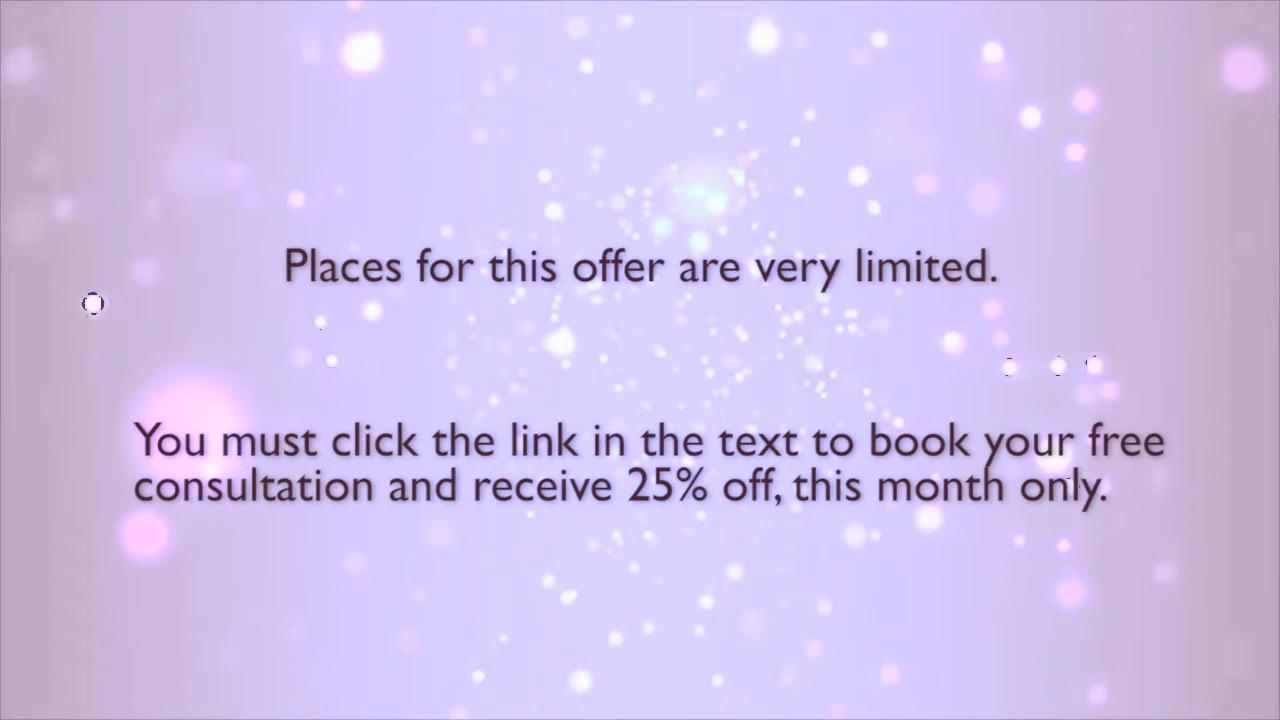 Places for this offer are very limited.
You must click the link in the text to book your free
consultation and receive 25% off, this month only.